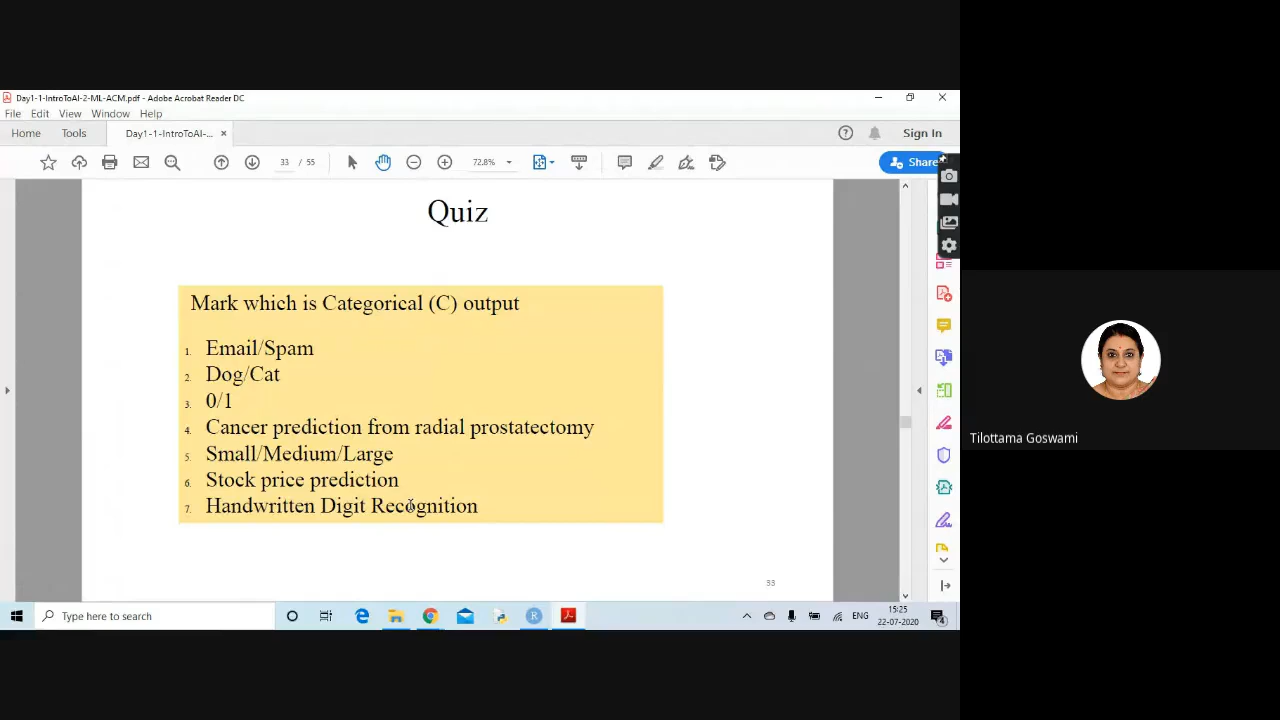 Day1-1-IntroToAI-2-ML-ACM.pdf - Adobe Acrobat Reader DC
File Edit View Window Help
Home Tools Day1-1-IntroToAI-... × Sign In
33 / 55 72.8% Share
Quiz
Mark which is Categorical (C) output
1. Email/Spam
2. Dog/Cat
3. 0/1
4. Cancer prediction from radial prostatectomy
5. Small/Medium/Large
6. Stock price prediction
7. Handwritten Digit Recognition
33
Tilottama Goswami
Type here to search
ENG
15:25
22-07-2020
4